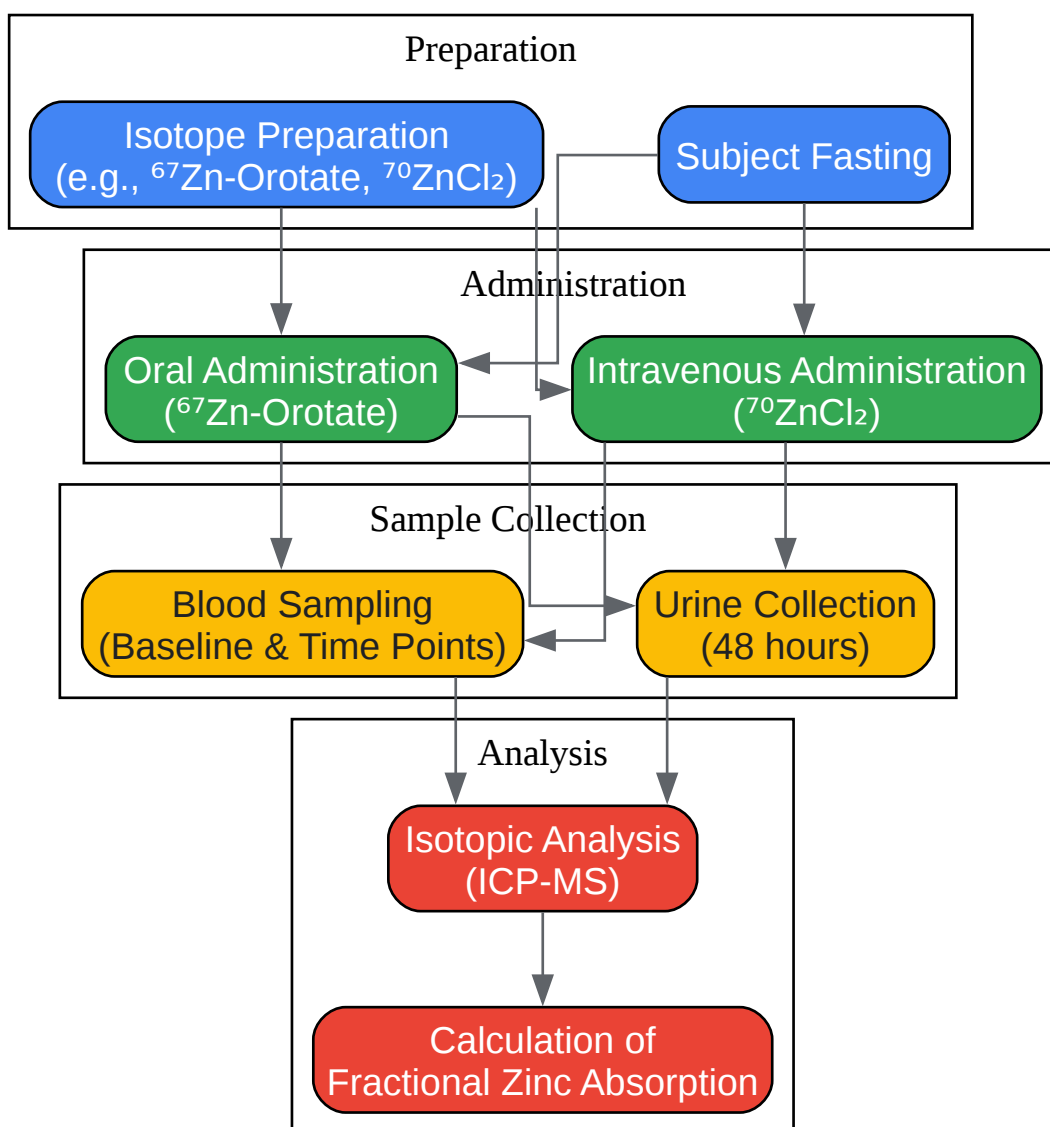 Preparation
Isotope Preparation
(e.g., ⁶⁷Zn-Orotate, ⁷⁰ZnCl₂)
Subject Fasting
Administration
Oral Administration
(⁶⁷Zn-Orotate)
Intravenous Administration
(⁷⁰ZnCl₂)
Sample Collection
Blood Sampling
(Baseline & Time Points)
Urine Collection
(48 hours)
Analysis
Isotopic Analysis
(ICP-MS)
Calculation of
Fractional Zinc Absorption